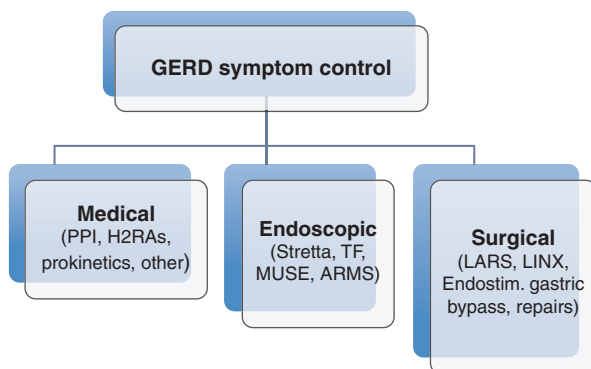 GERD symptom control
Medical
(PPI, H2RAs,
prokinetics, other)
Endoscopic
(Stretta, TF,
MUSE, ARMS)
Surgical
(LARS, LINX,
Endostim. gastric
bypass, repairs)